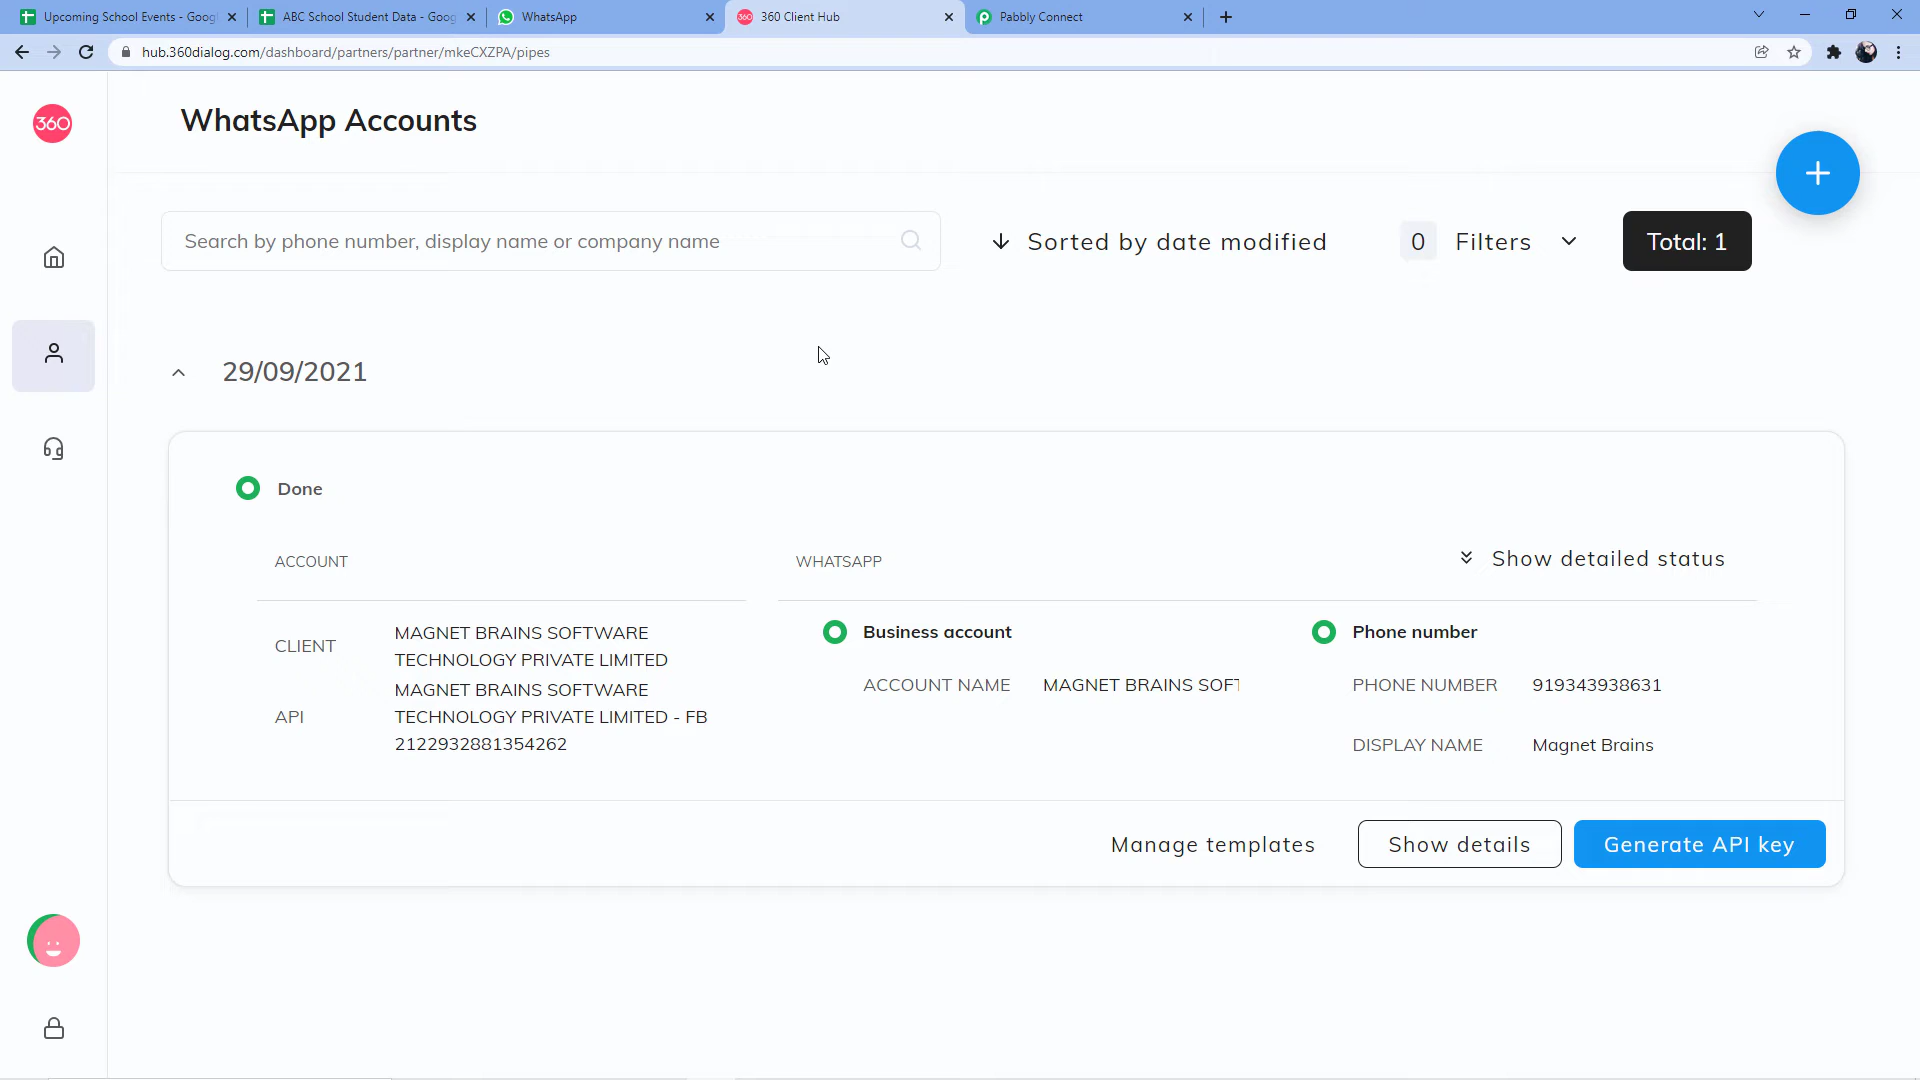 Upcoming School Events - Goog
ABC School Student Data - Goog
WhatsApp
360 Client Hub
Pabbly Connect
hub.360dialog.com/dashboard/partners/partner/mkeCXZPA/pipes
360
WhatsApp Accounts
Search by phone number, display name or company name
Sorted by date modified
0 Filters
Total: 1
29/09/2021
Done
ACCOUNT
WHATSAPP
Show detailed status
CLIENT
MAGNET BRAINS SOFTWARE
TECHNOLOGY PRIVATE LIMITED
API
MAGNET BRAINS SOFTWARE
TECHNOLOGY PRIVATE LIMITED - FB
2122932881354262
Business account
ACCOUNT NAME MAGNET BRAINS SOFT
Phone number
PHONE NUMBER 919343938631
DISPLAY NAME Magnet Brains
Manage templates
Show details
Generate API key